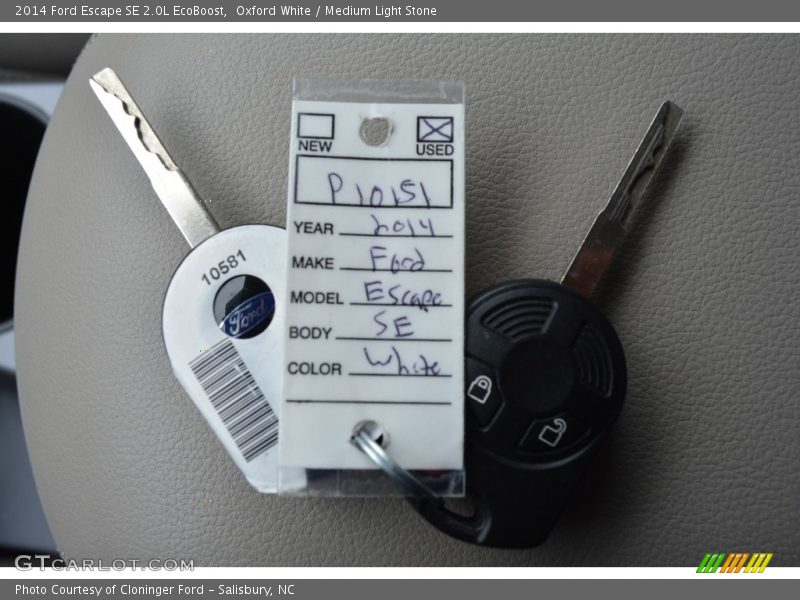 2014 Ford Escape SE 2.0L EcoBoost,  Oxford White / Medium Light Stone
NEW USED
P10151
YEAR 2014
MAKE Ford
MODEL Escape
BODY SE
COLOR White
10581
Ford
GTCARLOT.COM
Photo Courtesy of Cloninger Ford – Salisbury, NC